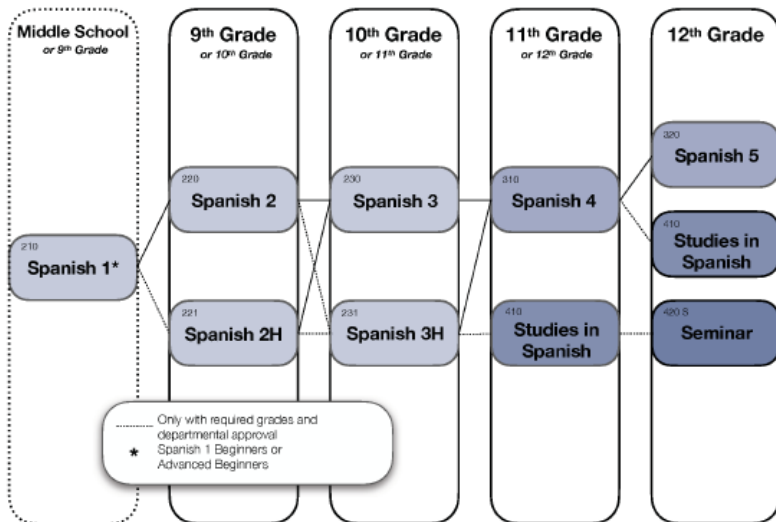 Middle School
or 9th Grade
9th Grade
or 10th Grade
10th Grade
or 11th Grade
11th Grade
or 12th Grade
12th Grade
210
Spanish 1*
220
Spanish 2
221
Spanish 2H
230
Spanish 3
231
Spanish 3H
310
Spanish 4
410
Studies in
Spanish
320
Spanish 5
410
Studies in
Spanish
420 S
Seminar
Only with required grades and
departmental approval
* Spanish 1 Beginners or
Advanced Beginners